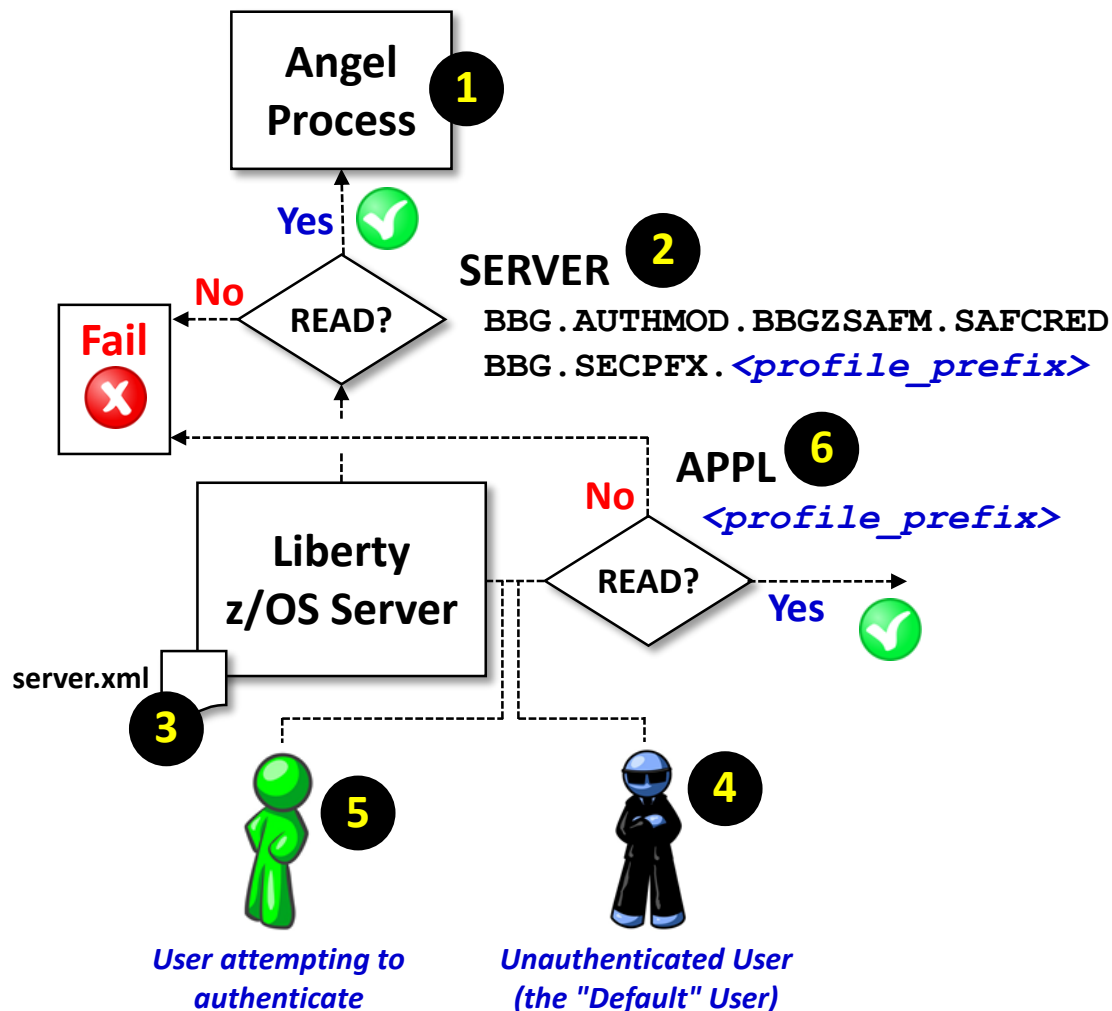 Angel
Process
1
Yes
SERVER
2
No
READ?
BBG.AUTHMOD.BBGZSAFM.SAFCRED
BBG.SECPFX.<profile_prefix>
Fail
X
APPL
6
No
<profile_prefix>
Liberty
z/OS Server
READ?
Yes
server.xml
3
5
4
User attempting to
authenticate
Unauthenticated User
(the "Default" User)